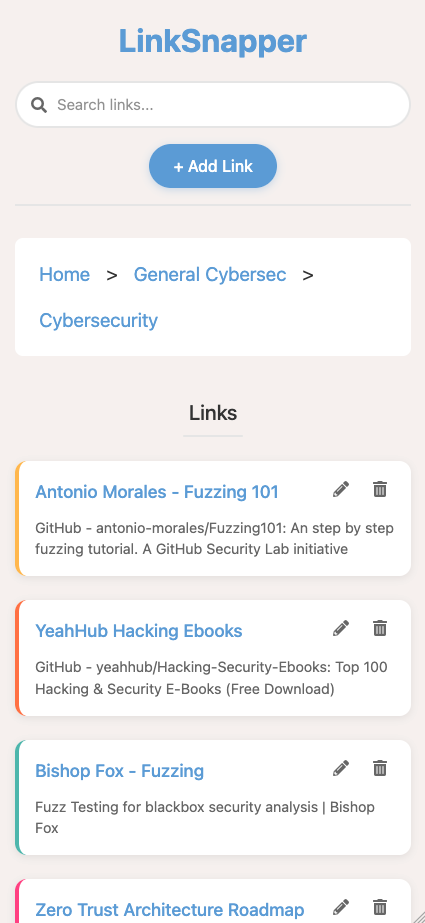 LinkSnapper
Search links...
+ Add Link
Home > General Cybersec >
Cybersecurity
Links
Antonio Morales - Fuzzing 101
GitHub - antonio-morales/Fuzzing101: An step by step
fuzzing tutorial. A GitHub Security Lab initiative
YeahHub Hacking Ebooks
GitHub - yeahhub/Hacking-Security-Ebooks: Top 100
Hacking & Security E-Books (Free Download)
Bishop Fox - Fuzzing
Fuzz Testing for blackbox security analysis | Bishop
Fox
Zero Trust Architecture Roadmap